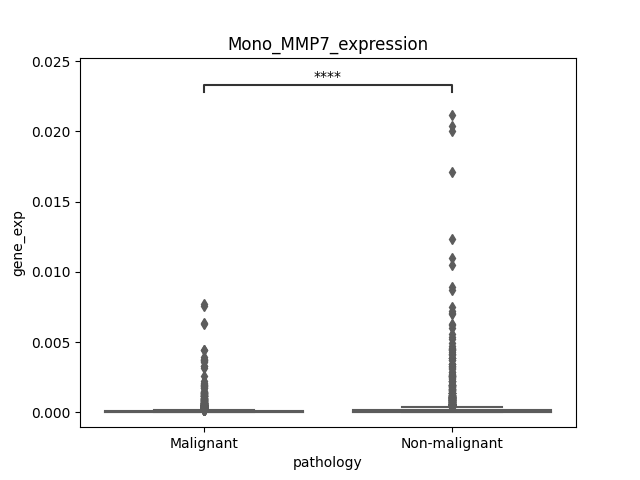 Mono_MMP7_expression
****
0.025
0.020
0.015
0.010
0.005
0.000
gene_exp
Malignant
Non-malignant
pathology